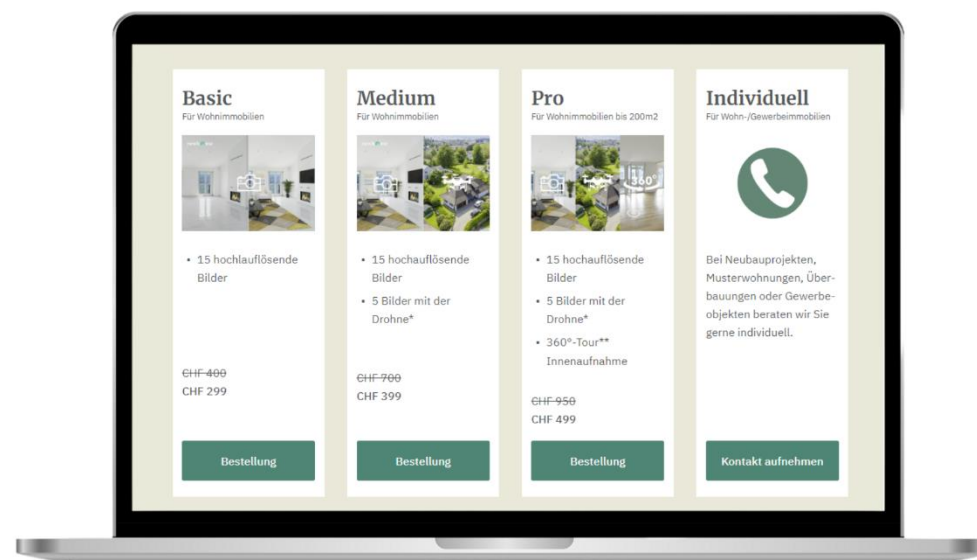 Basic
Für Wohnimmobilien
• 15 hochlauflösende
Bilder
CHF 400
CHF 299
Bestellung
Medium
Für Wohnimmobilien
• 15 hochauflösende
Bilder
• 5 Bilder mit der
Drohne*
CHF 700
CHF 399
Bestellung
Pro
Für Wohnimmobilien bis 200m2
360°
• 15 hochauflösende
Bilder
• 5 Bilder mit der
Drohne*
• 360°-Tour**
Innenaufnahme
CHF 950
CHF 499
Bestellung
Individuell
Für Wohn-/Gewerbeimmobilien
Bei Neubauprojekten,
Musterwohnungen, Über-
bauungen oder Gewerbe-
objekten beraten wir Sie
gerne individuell.
Kontakt aufnehmen